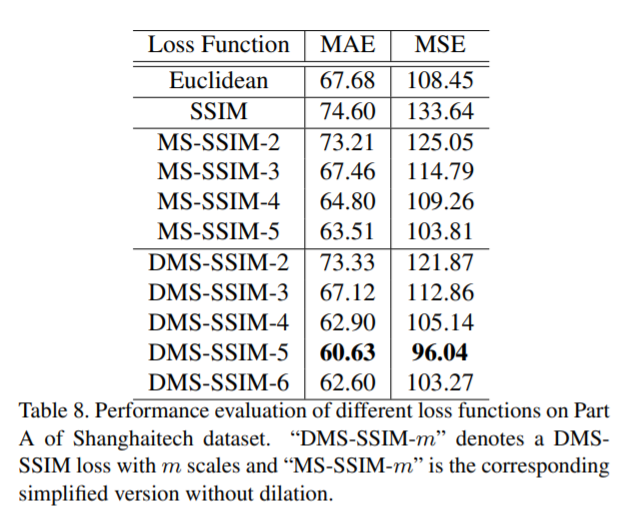 Loss Function MAE MSE
Euclidean 67.68 108.45
SSIM 74.60 133.64
MS-SSIM-2 73.21 125.05
MS-SSIM-3 67.46 114.79
MS-SSIM-4 64.80 109.26
MS-SSIM-5 63.51 103.81
DMS-SSIM-2 73.33 121.87
DMS-SSIM-3 67.12 112.86
DMS-SSIM-4 62.90 105.14
DMS-SSIM-5 60.63 96.04
DMS-SSIM-6 62.60 103.27
Table 8. Performance evaluation of different loss functions on Part
A of Shanghaitech dataset. “DMS-SSIM-m” denotes a DMS-
SSIM loss with m scales and “MS-SSIM-m” is the corresponding
simplified version without dilation.